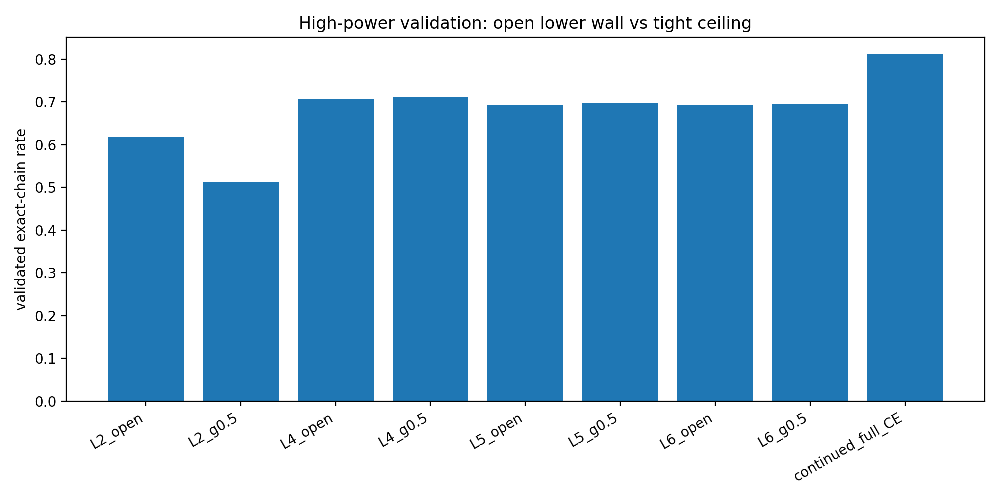 High-power validation: open lower wall vs tight ceiling
validated exact-chain rate
0.8
0.7
0.6
0.5
0.4
0.3
0.2
0.1
0.0
L2_open
L2_g0.5
L4_open
L4_g0.5
L5_open
L5_g0.5
L6_open
L6_g0.5
continued_full_CE